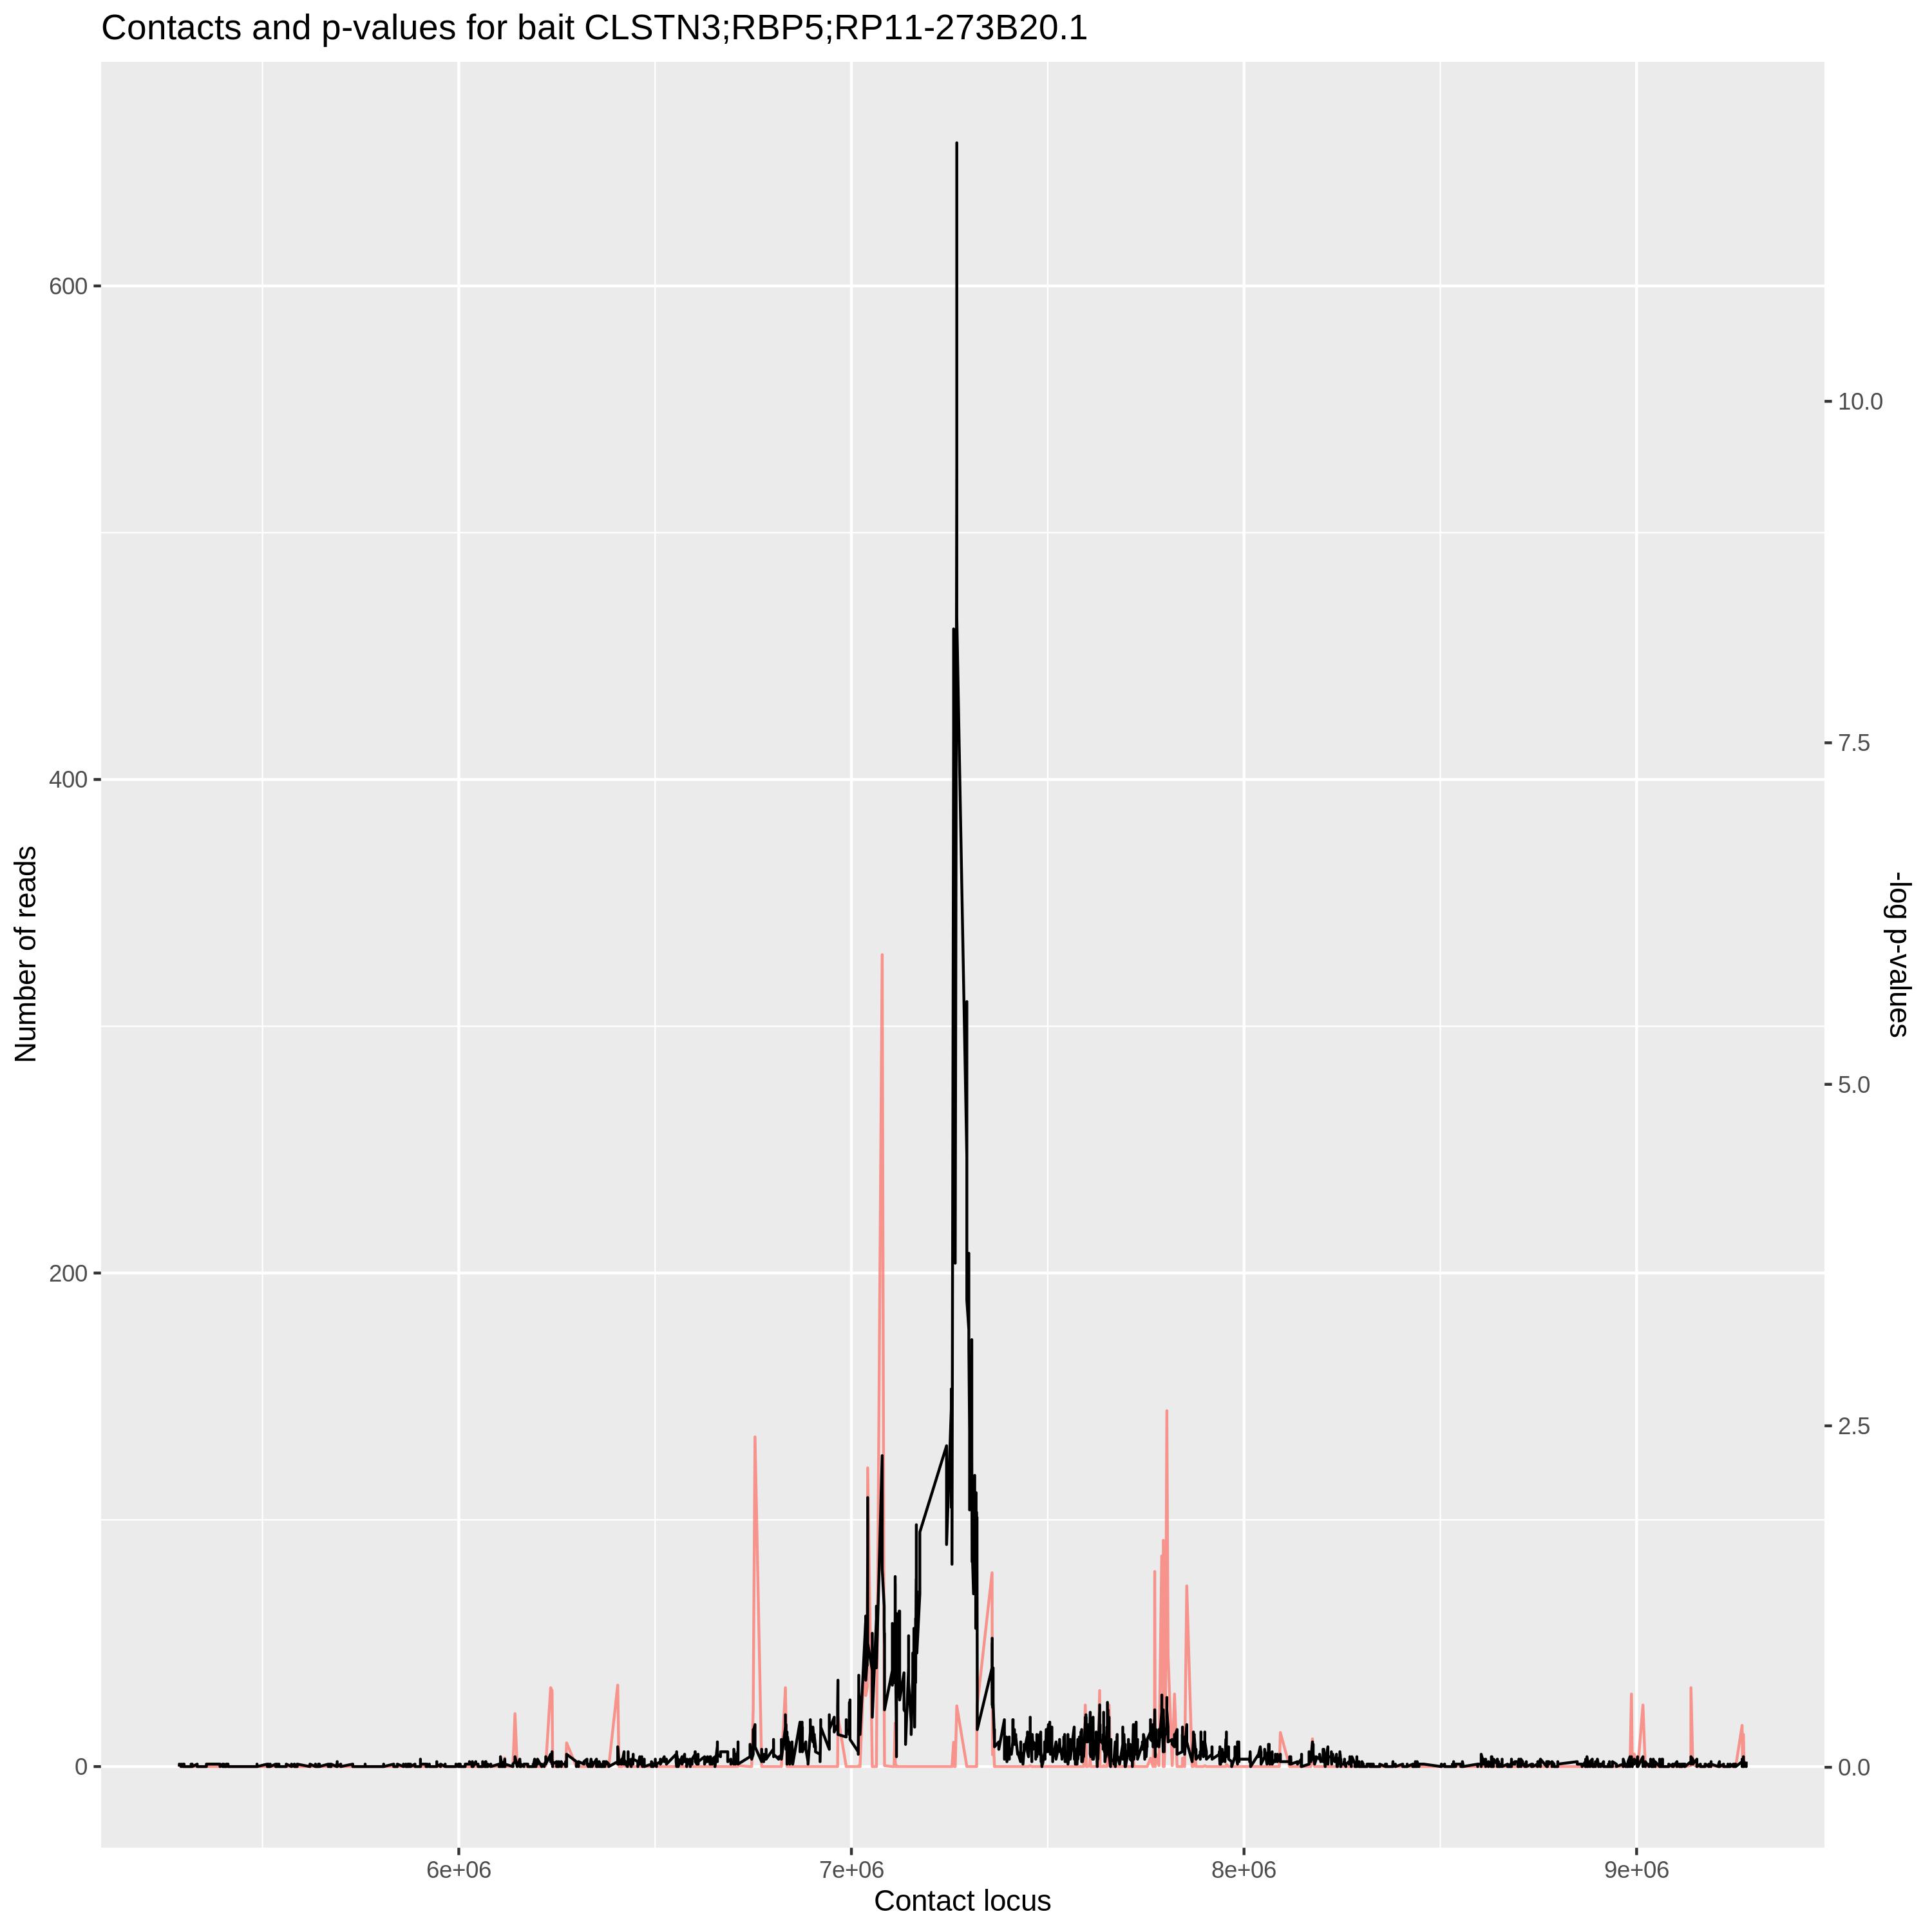 Contacts and p-values for bait CLSTN3;RBP5;RP11-273B20.1
600
400
200
0
Number of reads
10.0
7.5
5.0
2.5
0.0
-log p-values
6e+06 7e+06 8e+06 9e+06
Contact locus